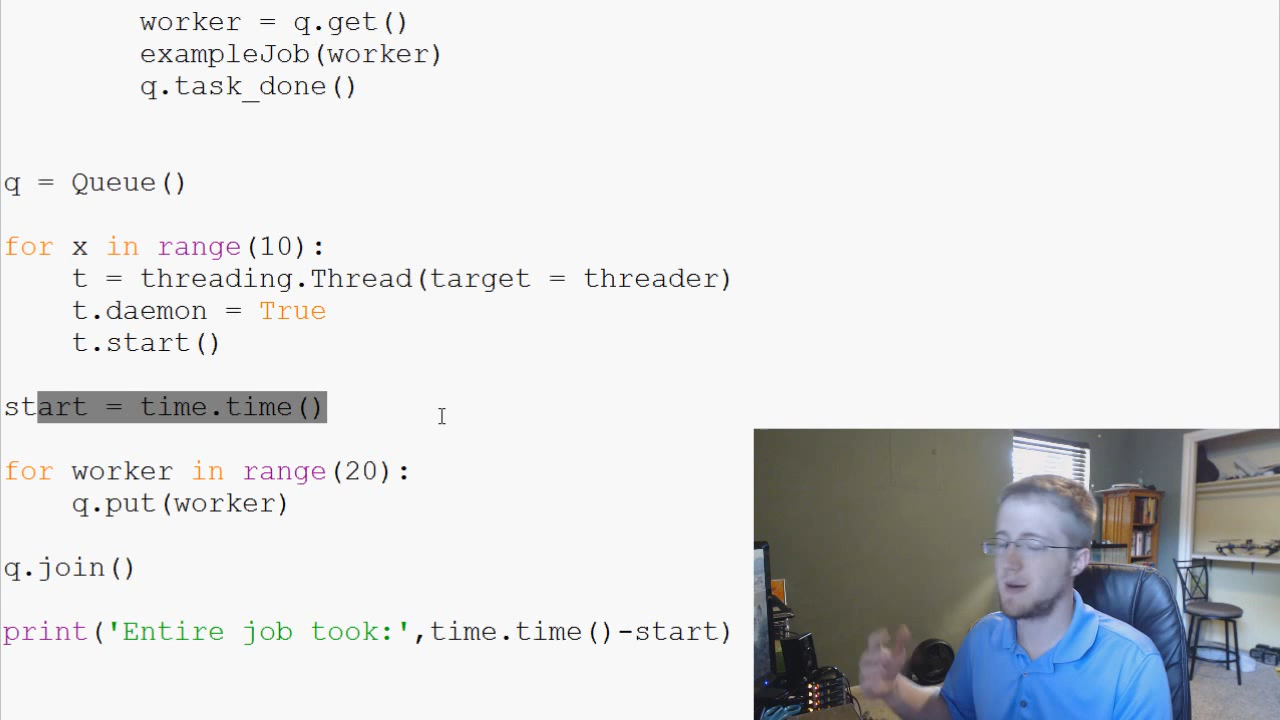 worker = q.get()
exampleJob(worker)
q.task_done()
q = Queue()
for x in range(10):
t = threading.Thread(target = threader)
t.daemon = True
t.start()
start = time.time()
for worker in range(20):
q.put(worker)
q.join()
print('Entire job took:',time.time()-start)